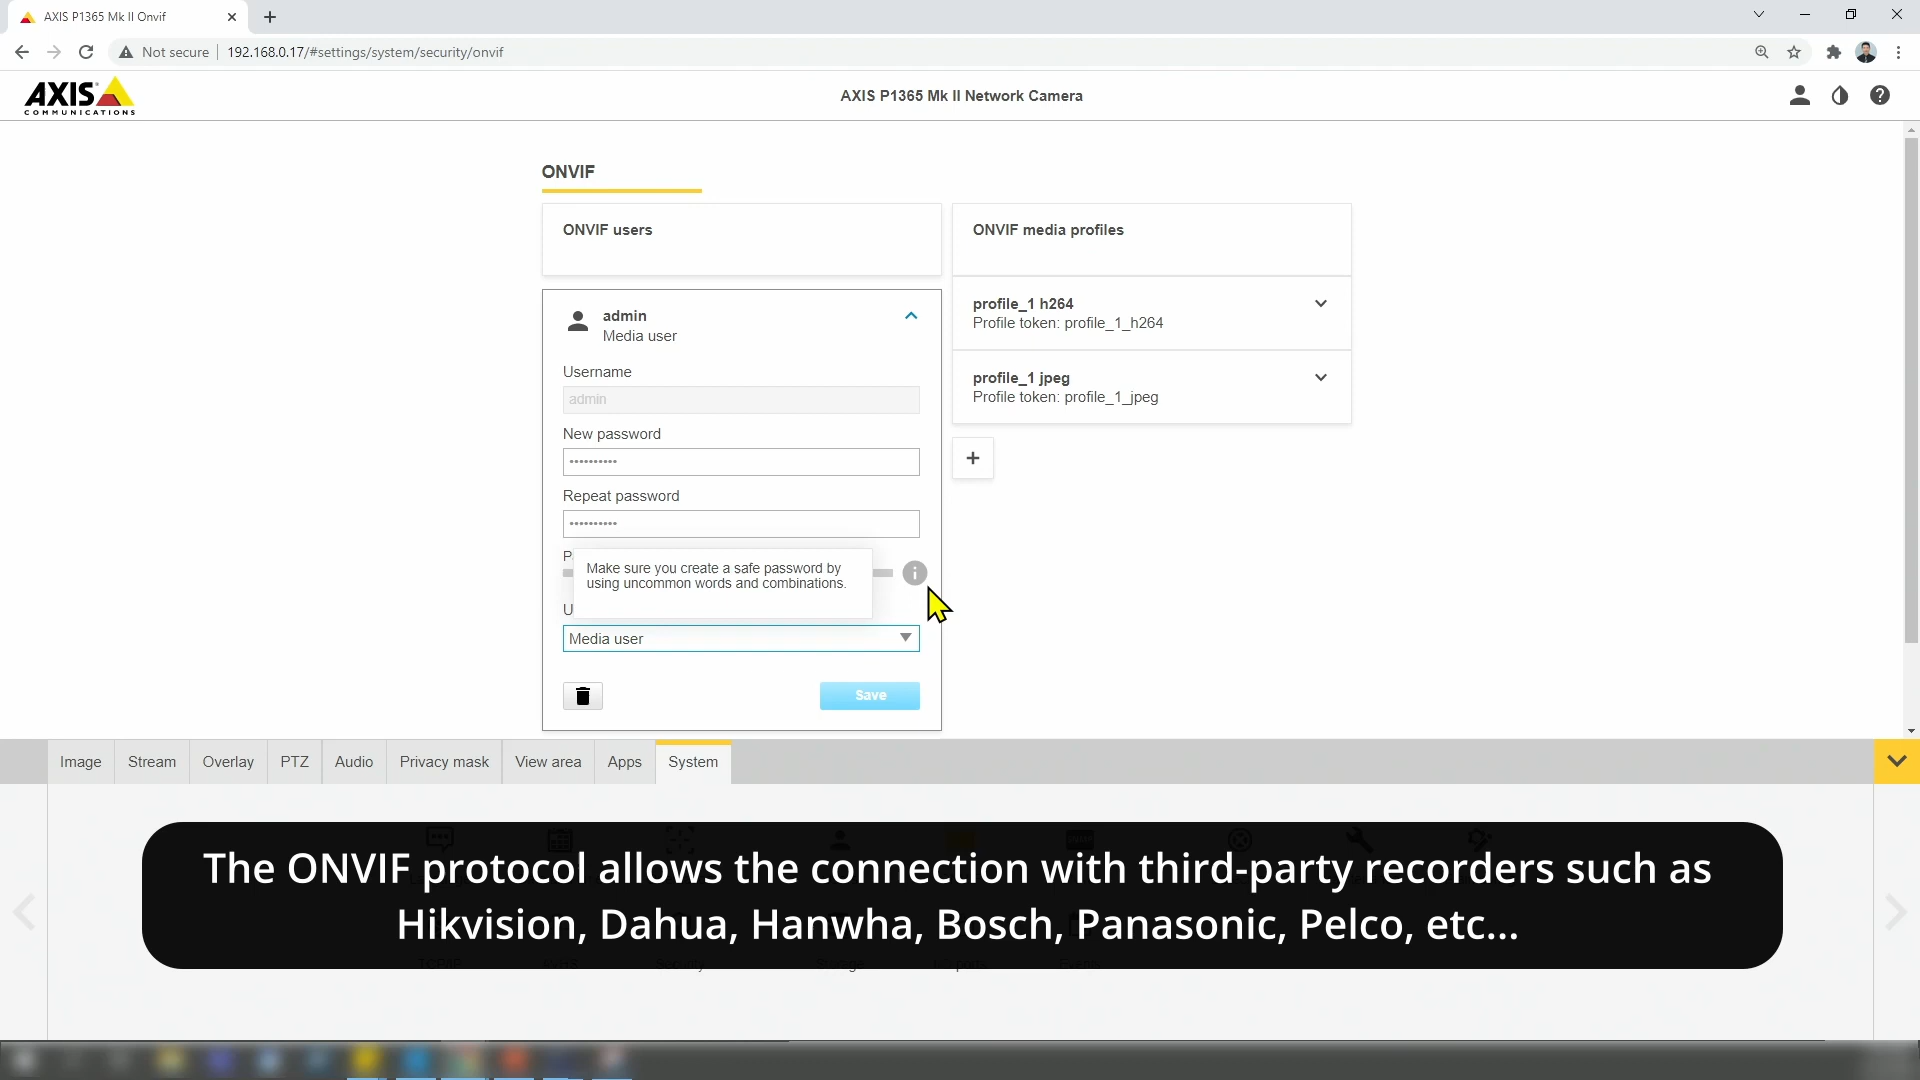 AXIS P1365 Mk II Onvif
Not secure
192.168.0.17/#settings/system/security/onvif
AXIS
COMMUNICATIONS
AXIS P1365 Mk II Network Camera
ONVIF
ONVIF users
ONVIF media profiles
admin
Media user
profile_1 h264
Profile token: profile_1_h264
profile_1 jpeg
Profile token: profile_1_jpeg
Username
admin
New password
Repeat password
P
Make sure you create a safe password by
using uncommon words and combinations.
U
Media user
Save
Image
Stream
Overlay
PTZ
Audio
Privacy mask
View area
Apps
System
The ONVIF protocol allows the connection with third-party recorders such as
Hikvision, Dahua, Hanwha, Bosch, Panasonic, Pelco, etc...
TCP/IP
Security
Storage